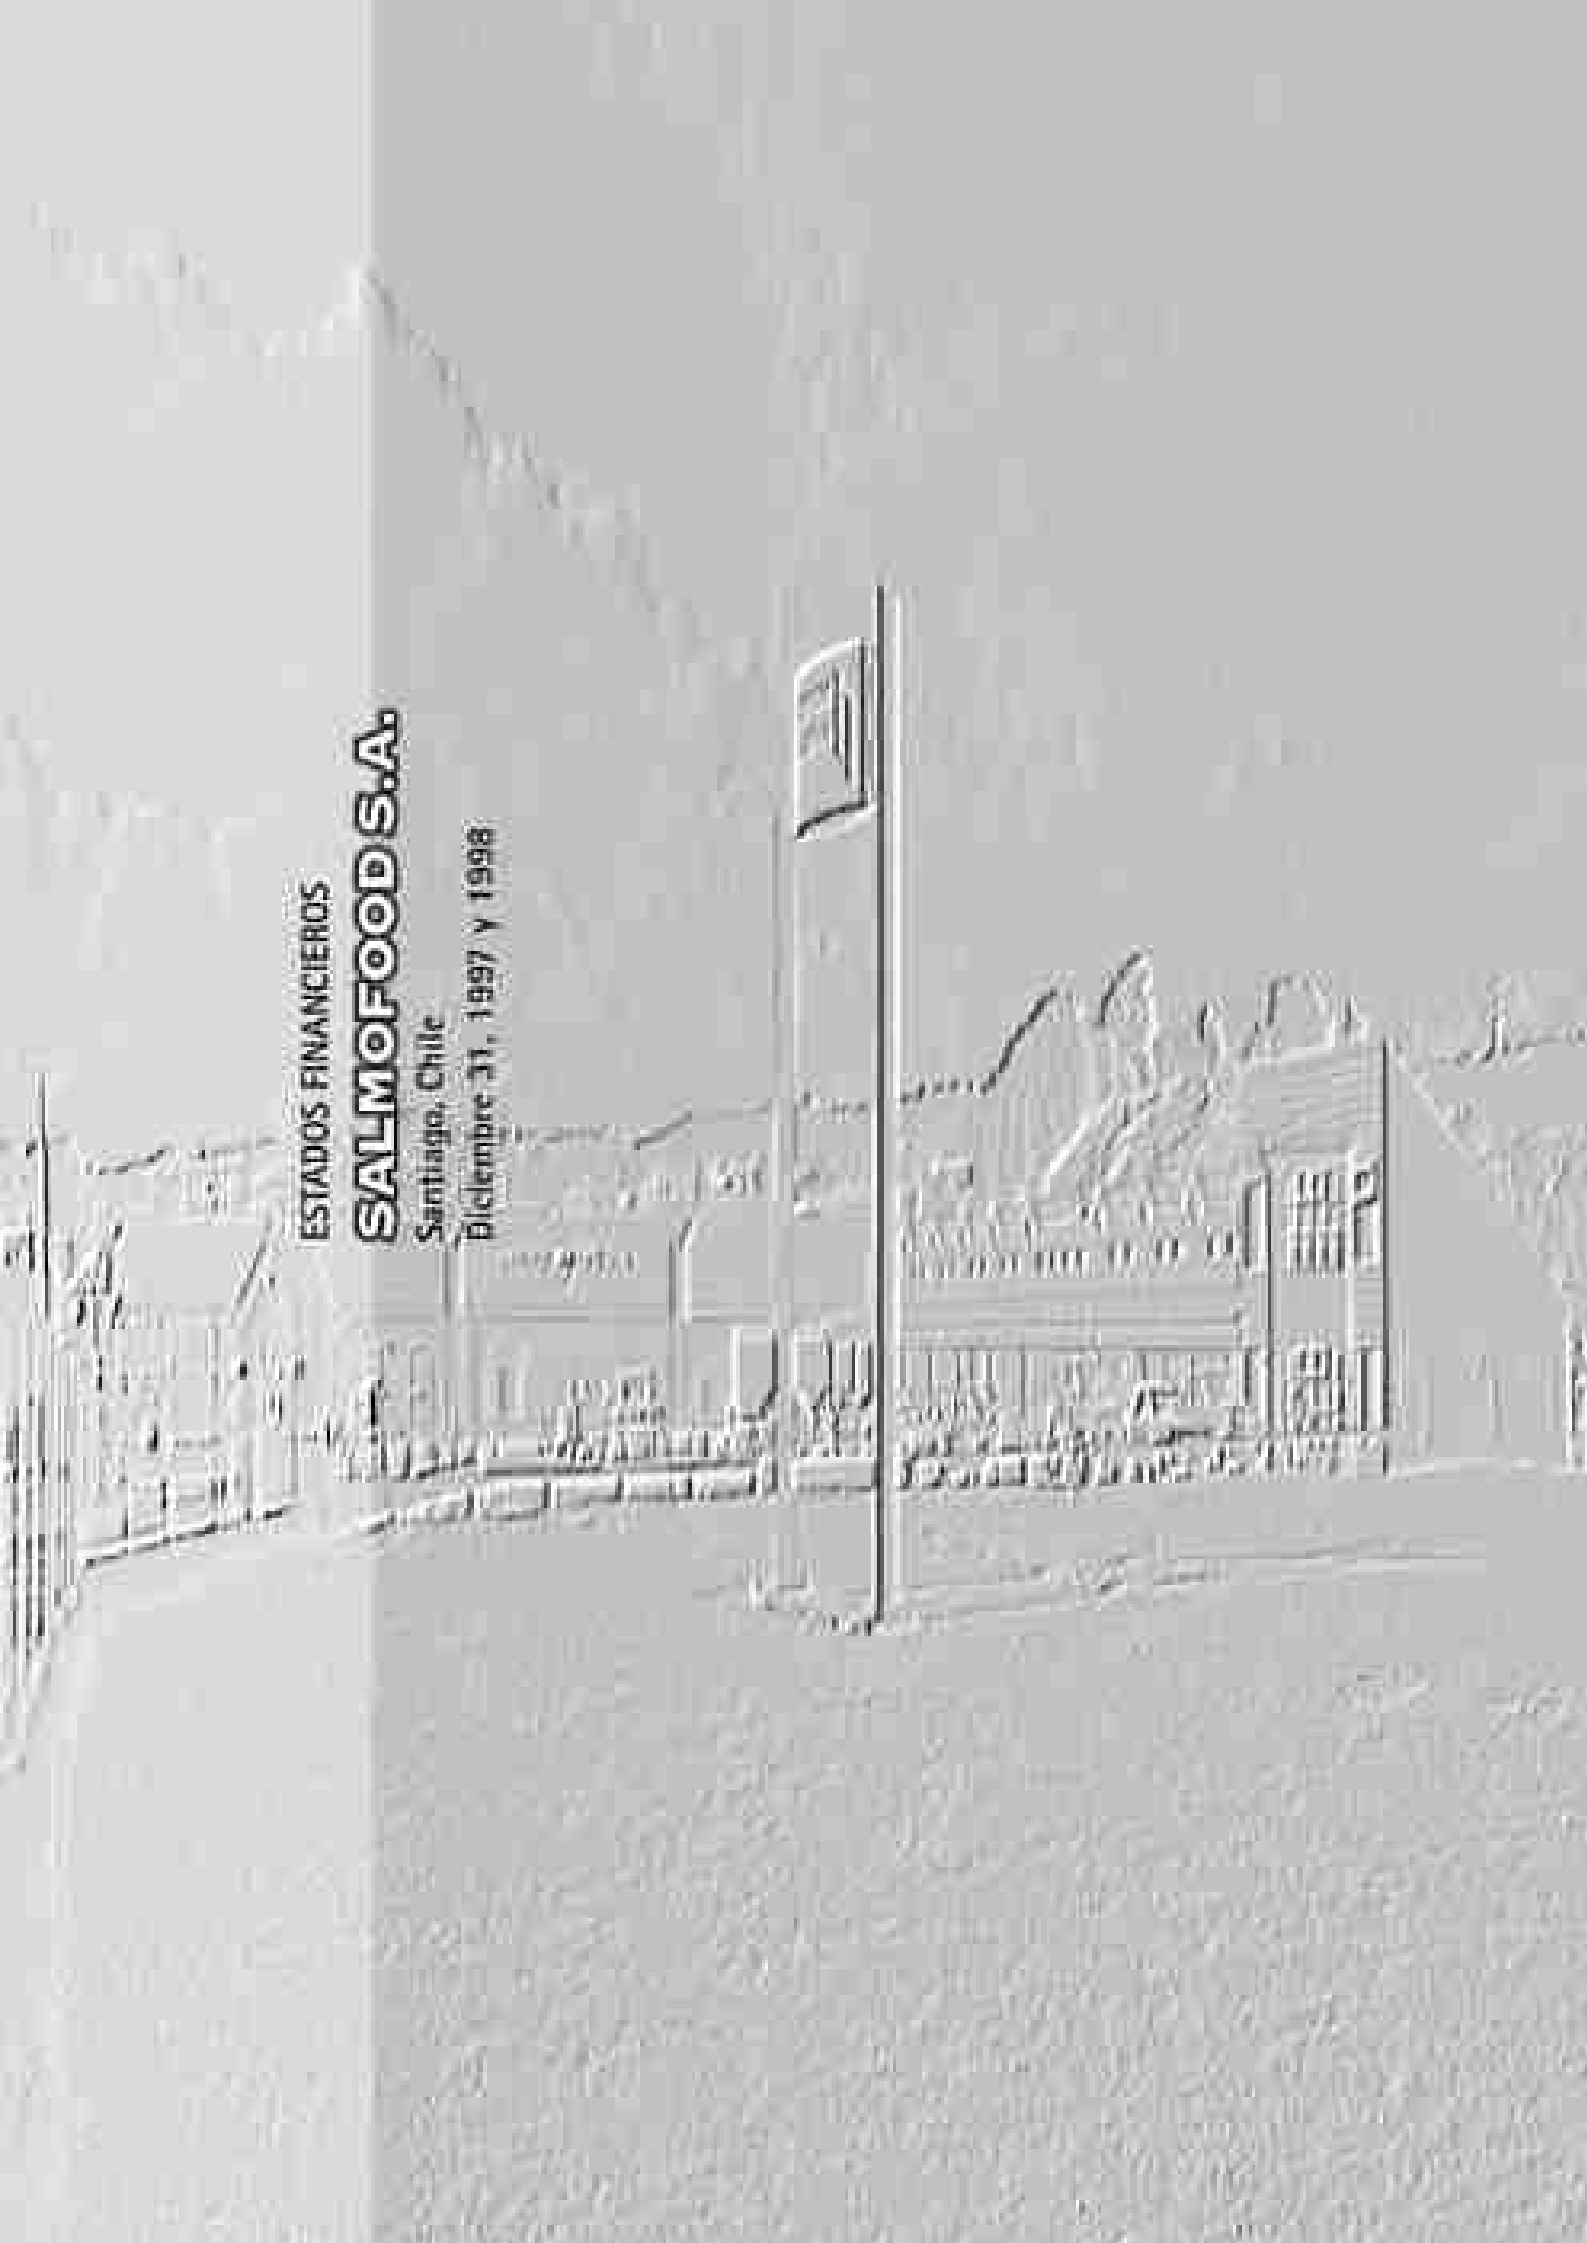 ESTADOS FINANCIEROS
SALMOFOOD S.A.
Santiago, Chile
Diciembre 31, 1997 y 1998